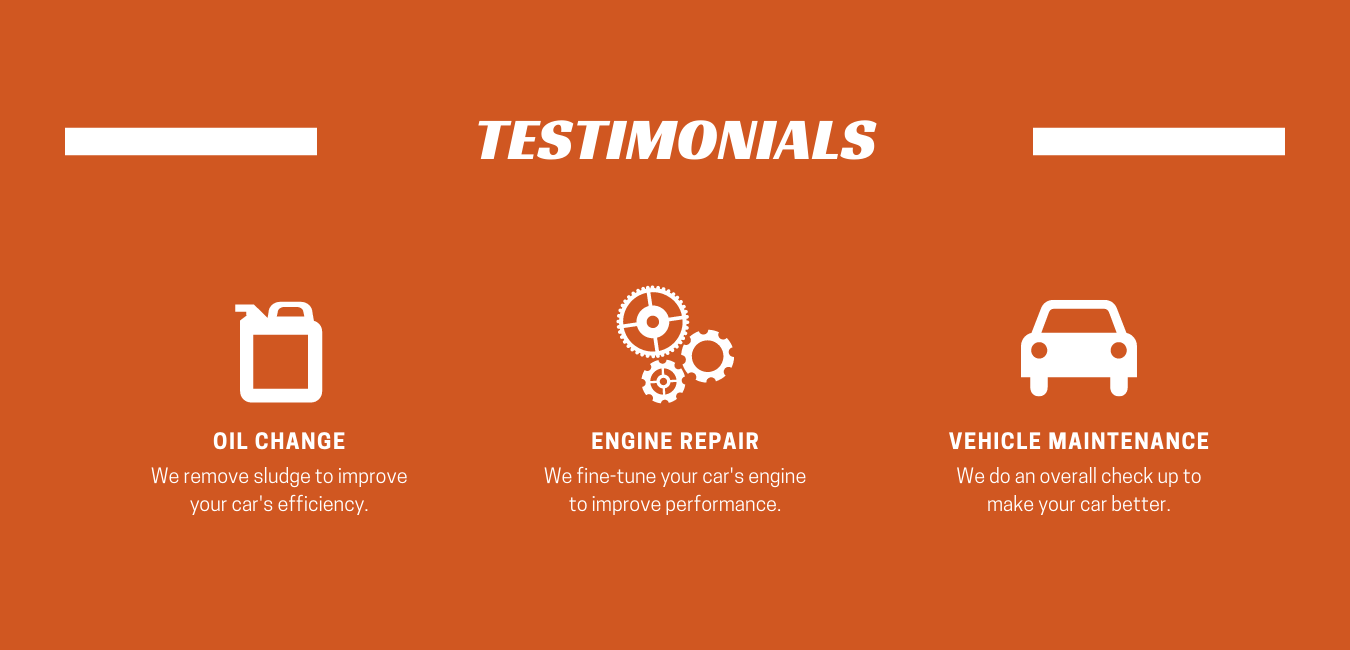 TESTIMONIALS
OIL CHANGE
We remove sludge to improve
your car's efficiency.
ENGINE REPAIR
We fine-tune your car's engine
to improve performance.
VEHICLE MAINTENANCE
We do an overall check up to
make your car better.